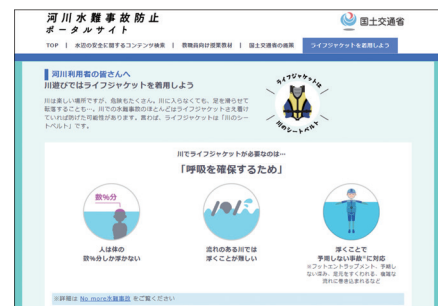 河川水難事故防止
ポータルサイト
国土交通省
TOP | 水辺の安全に関するコンテンツ検索 | 教職員向け授業教材 | 国土交通省の施策 ライフジャケットを着用しよう
河川利用者の皆さんへ
川遊びではライフジャケットを着用しよう
川は楽しい場所ですが、危険もたくさん。川に入らなくても、足を滑らせて
転落することも…。川での水難事故のほとんどはライフジャケットさえ着け
ていれば防げた可能性があります。言わば、ライフジャケットは「川のシー
トベルト」です。
ライフジャケットは
川のシートベルト
川でライフジャケットが必要なのは…
「呼吸を確保するため」
数%分
人は体の
数%分しか浮かない
流れのある川では
浮くことが難しい
浮くことで
予期しない事故※に対応
※フットエントラップメント、予期し
ない深み、足元をすくわれる、複雑な
流れに巻き込まれるなど
※詳細は No more水難事故 をご覧ください